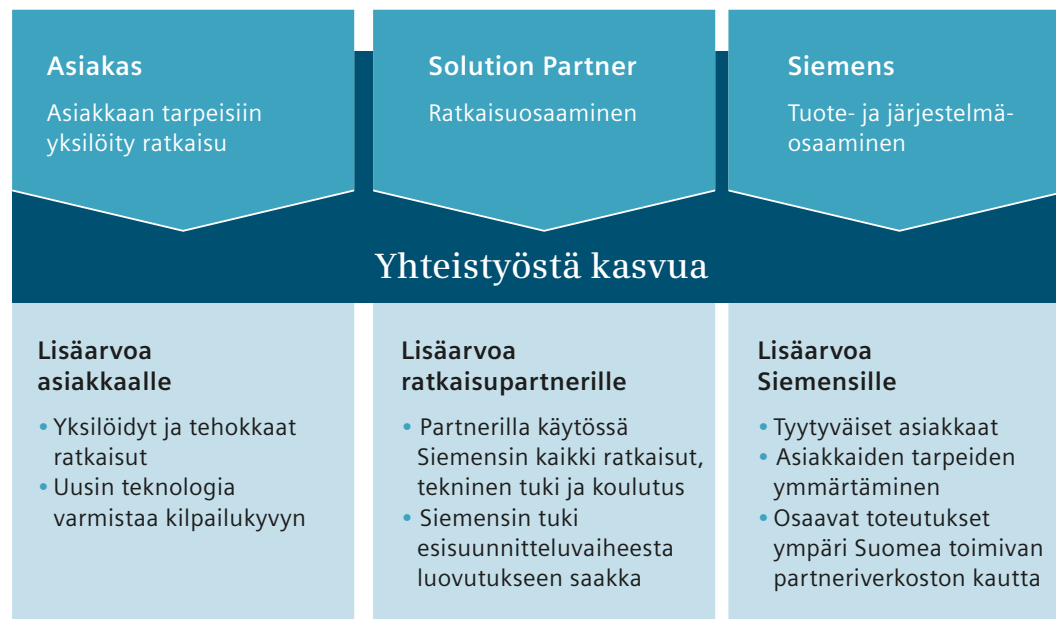 Asiakas
Asiakkaan tarpeisiin
yksilöity ratkaisu
Solution Partner
Ratkaisuosaaminen
Siemens
Tuote- ja järjestelmä-
osaaminen
Yhteistyöstä kasvua
Lisäarvoa
asiakkaalle
• Yksilöidyt ja tehokkaat
ratkaisut
• Uusin teknologia
varmistaa kilpailukyvyn
Lisäarvoa
ratkaisupartnerille
• Partnerilla käytössä
Siemensin kaikki ratkaisut,
tekninen tuki ja koulutus
• Siemensin tuki
esisuunnitteluvaiheesta
luovutukseen saakka
Lisäarvoa
Siemensille
• Tyytyväiset asiakkaat
• Asiakkaiden tarpeiden
ymmärtäminen
• Osaavat toteutukset
ympäri Suomea toimivan
partneriverkoston kautta